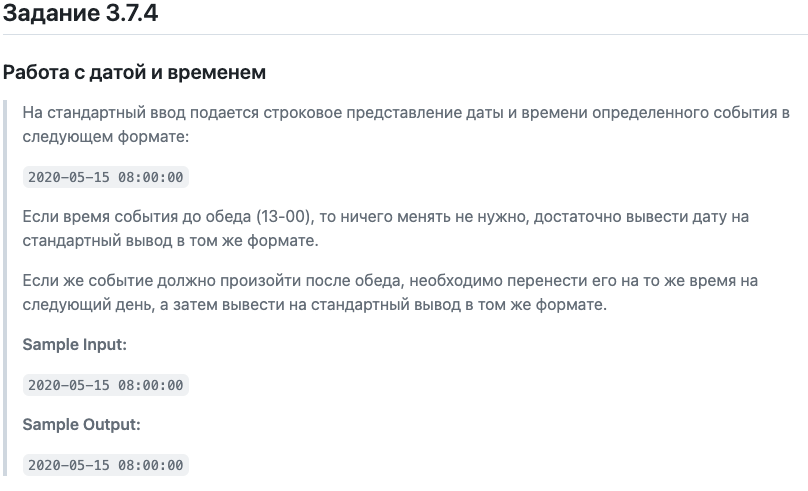 Задание 3.7.4
Работа с датой и временем
На стандартный ввод подается строковое представление даты и времени определенного события в
следующем формате:
2020-05-15 08:00:00
Если время события до обеда (13-00), то ничего менять не нужно, достаточно вывести дату на
стандартный вывод в том же формате.
Если же событие должно произойти после обеда, необходимо перенести его на то же время на
следующий день, а затем вывести на стандартный вывод в том же формате.
Sample Input:
2020-05-15 08:00:00
Sample Output:
2020-05-15 08:00:00